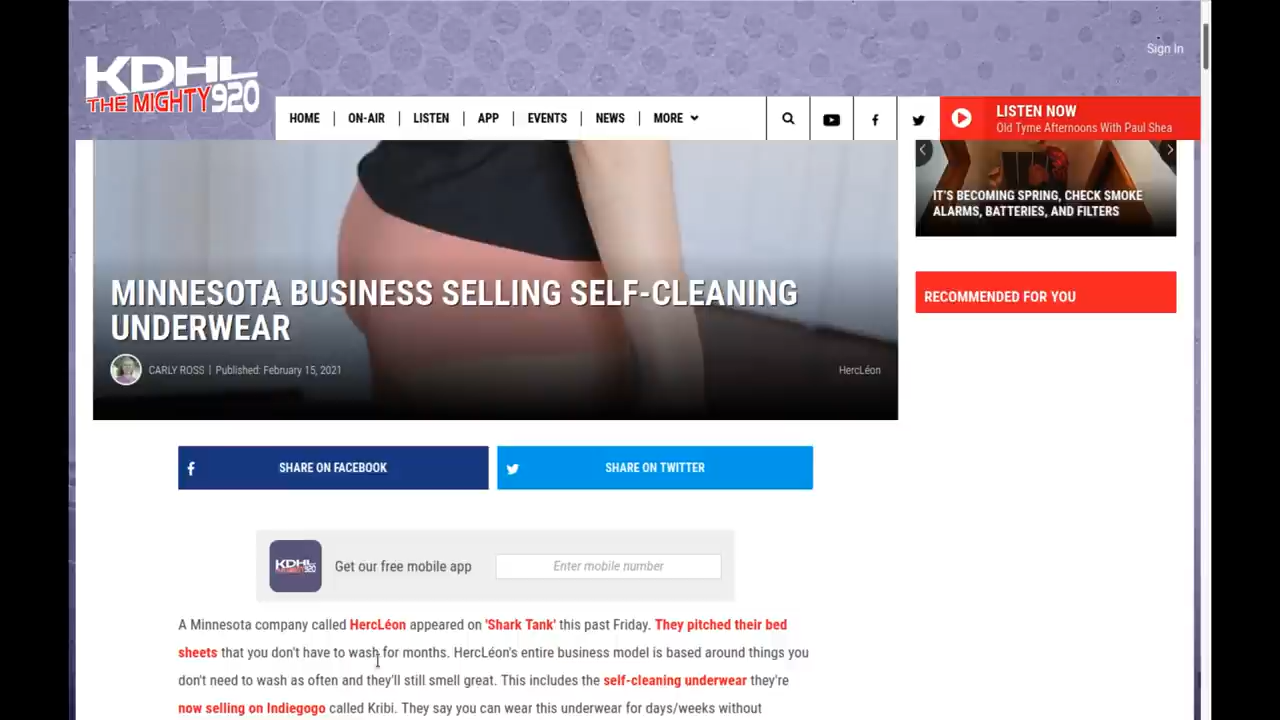 Sign In
KDHL
THE MIGHTY 920
HOME
ON-AIR
LISTEN
APP
EVENTS
NEWS
MORE
LISTEN NOW
Old Tyme Afternoons With Paul Shea
IT'S BECOMING SPRING, CHECK SMOKE
ALARMS, BATTERIES, AND FILTERS
RECOMMENDED FOR YOU
MINNESOTA BUSINESS SELLING SELF-CLEANING
UNDERWEAR
CARLY ROSS | Published: February 15, 2021
HercLéon
SHARE ON FACEBOOK
SHARE ON TWITTER
KDHL
THE MIGHTY 920
Get our free mobile app
Enter mobile number
A Minnesota company called HercLéon appeared on 'Shark Tank' this past Friday. They pitched their bed
sheets that you don't have to wash for months. HercLéon's entire business model is based around things you
don't need to wash as often and they'll still smell great. This includes the self-cleaning underwear they're
now selling on Indiegogo called Kribi. They say you can wear this underwear for days/weeks without